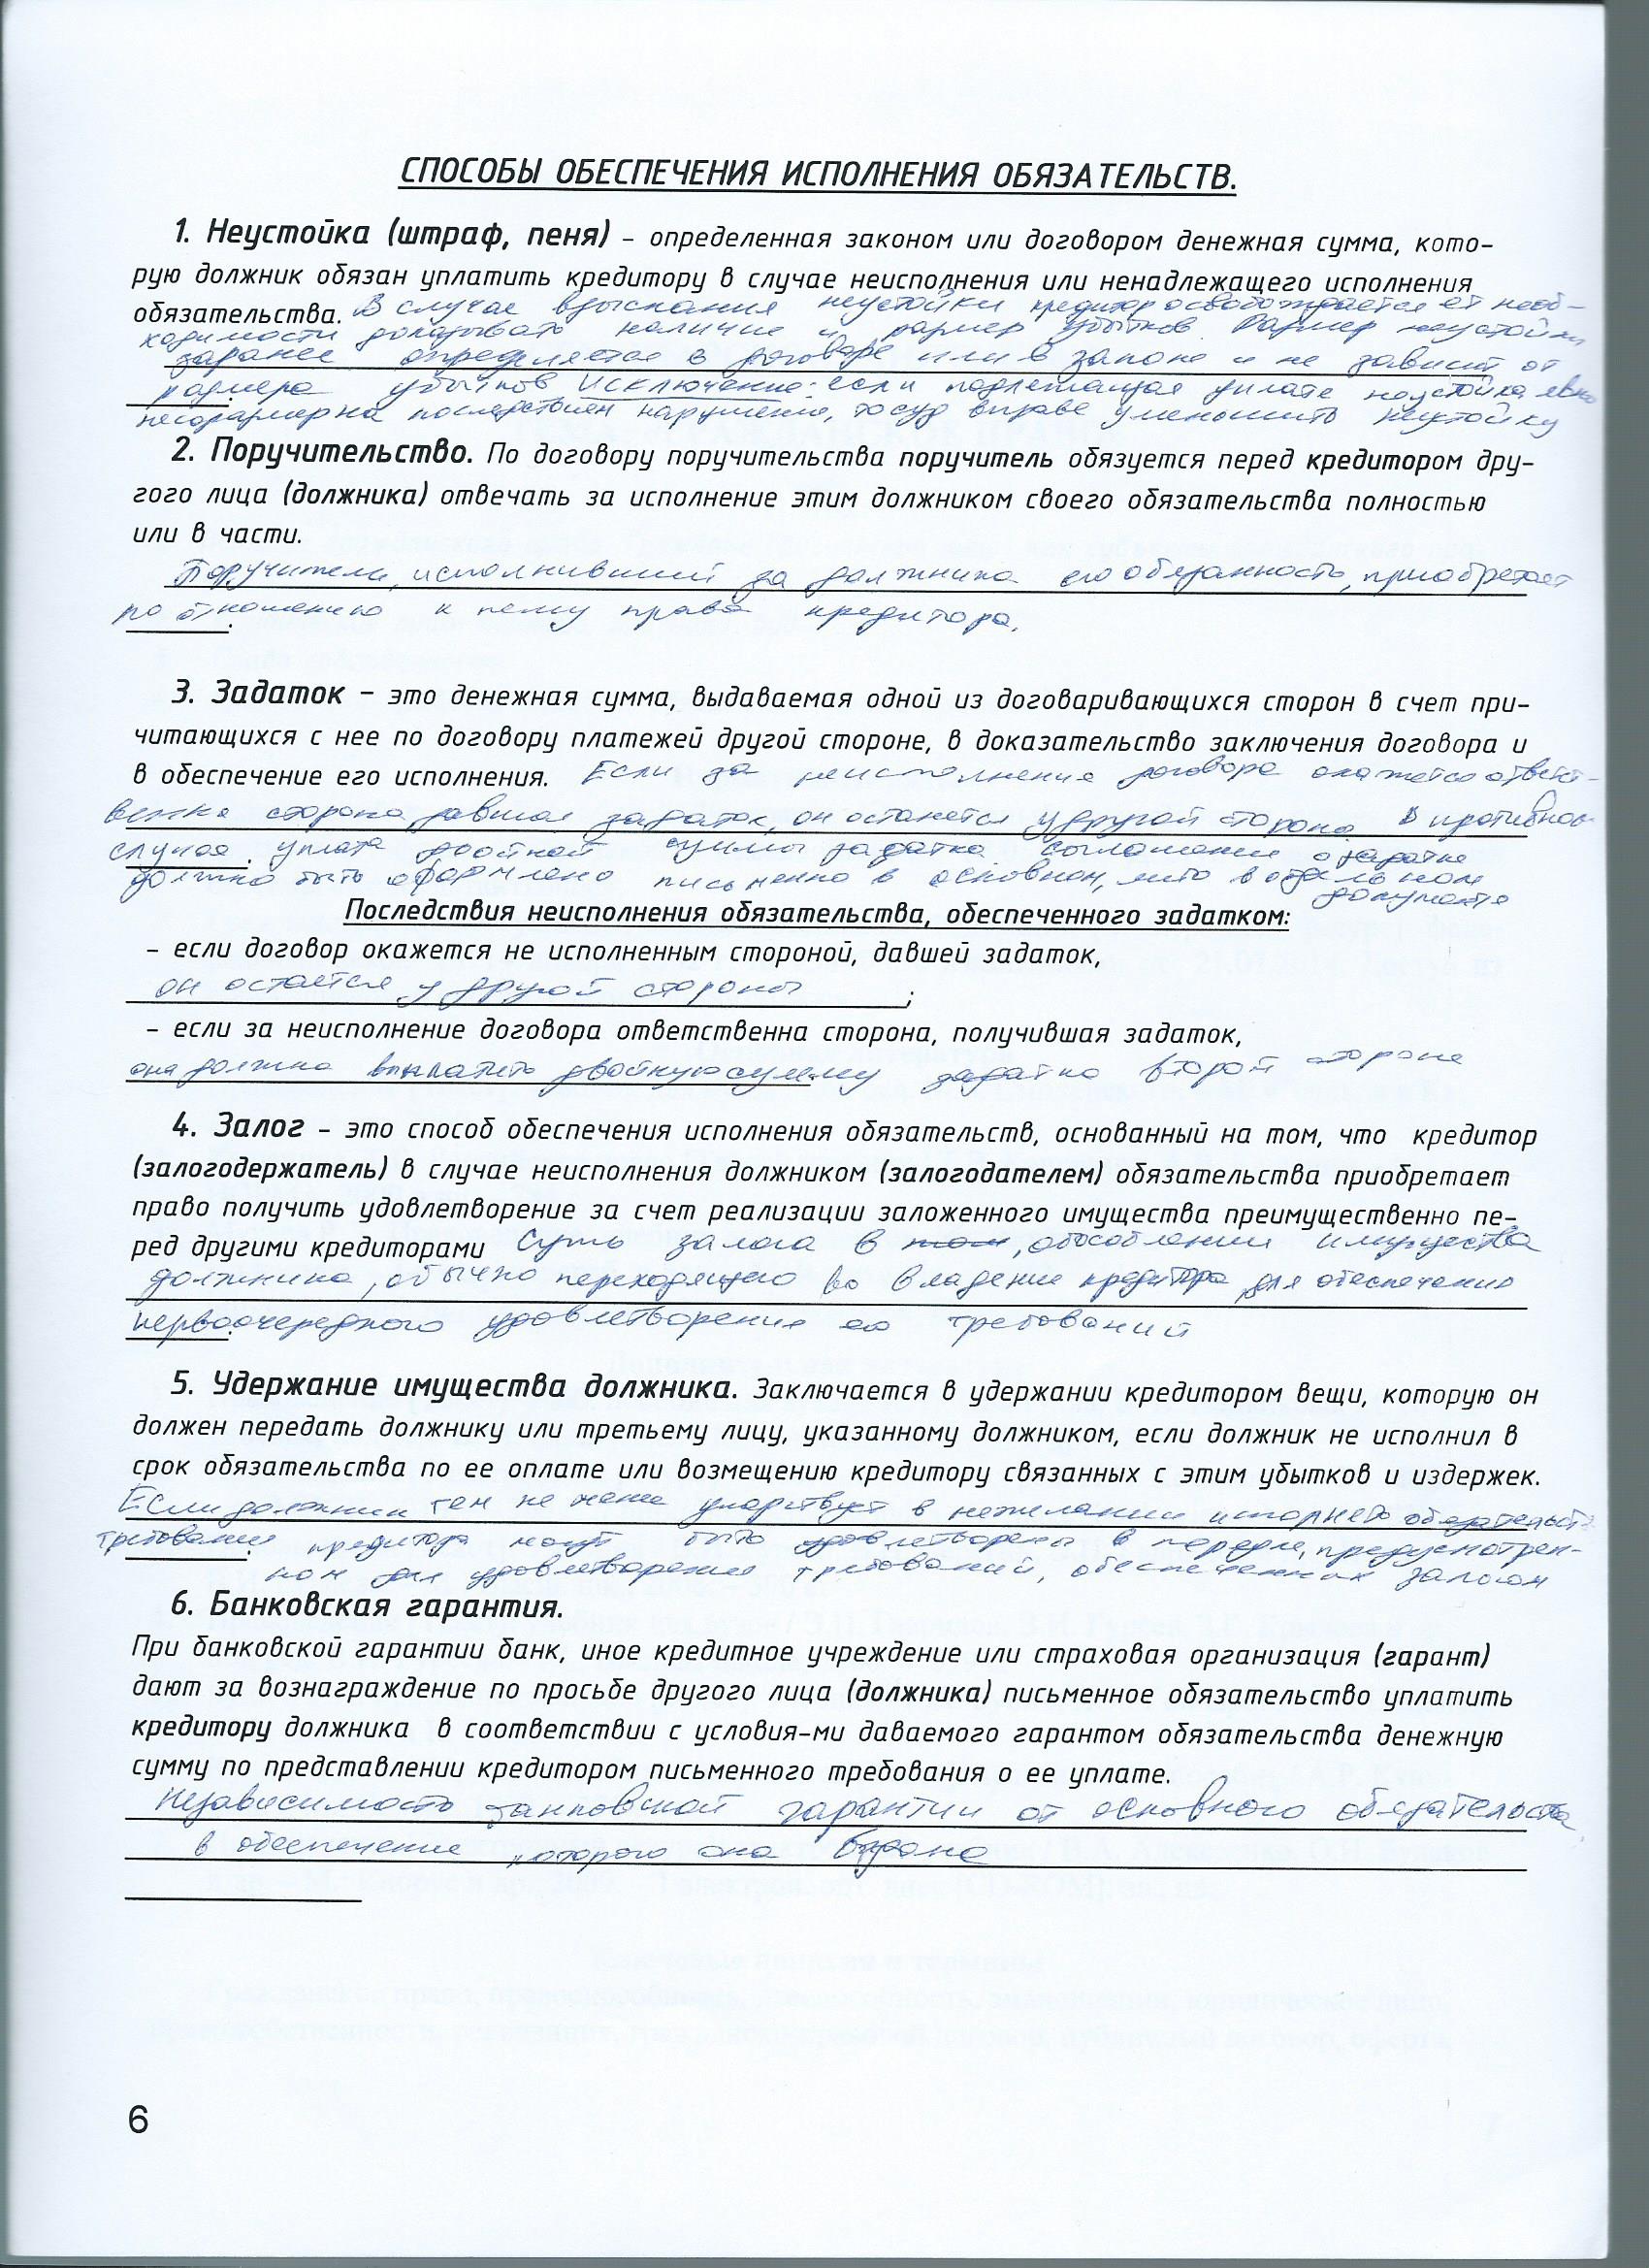 СПОСОБЫ ОБЕСПЕЧЕНИЯ ИСПОЛНЕНИЯ ОБЯЗАТЕЛЬСТВ.
1. Неустойка (штраф, пеня) – определенная законом или договором денежная сумма, кото-
рую должник обязан уплатить кредитору в случае неисполнения или ненадлежащего исполнения
обязательства. В случае взыскания неустойки кредитор освобождается от необ-
ходимости доказывать наличие и размер убытков Размер неустойки
заранее определяется в договоре или в законе и не зависит от
размера убытков Исключение: если подлежащая уплате неустойка явно
несоразмерна последствиям нарушения, то суд вправе уменьшить неустойку
2. Поручительство. По договору поручительства поручитель обязуется перед кредитором дру-
гого лица (должника) отвечать за исполнение этим должником своего обязательства полностью
или в части.
Поручитель, исполнивший за должника его обязанность, приобретает
по отношению к нему права кредитора.
3. Задаток – это денежная сумма, выдаваемая одной из договаривающихся сторон в счет при-
читающихся с нее по договору платежей другой стороне, в доказательство заключения договора и
в обеспечение его исполнения. Если за неисполнение договора окажется ответст-
венна сторона давшая задаток, он останется у другой стороны. В противном
случае уплата двойной суммы задатка. Соглашение о задатке
должно быть оформлено письменно в основном, либо в отдельном
документе
Последствия неисполнения обязательства, обеспеченного задатком:
– если договор окажется не исполненным стороной, давшей задаток,
он остается у другой стороны ;
– если за неисполнение договора ответственна сторона, получившая задаток,
она должна выплатить двойную сумму задатка второй стороне
4. Залог – это способ обеспечения исполнения обязательств, основанный на том, что кредитор
(залогодержатель) в случае неисполнения должником (залогодателем) обязательства приобретает
право получить удовлетворение за счет реализации заложенного имущества преимущественно пе-
ред другими кредиторами Суть залога в том, обособлении имущества
должника, обычно переходящего во владение кредитора для обеспечения
первоочередного удовлетворения его требований
5. Удержание имущества должника. Заключается в удержании кредитором вещи, которую он
должен передать должнику или третьему лицу, указанному должником, если должник не исполнил в
срок обязательства по ее оплате или возмещению кредитору связанных с этим убытков и издержек.
Если должник тем не менее упорствует в нежелании исполнять обязательств
требования кредитора могут быть удовлетворены в порядке, предусмотрен-
ном для удовлетворения требований, обеспеченных залогом
6. Банковская гарантия.
При банковской гарантии банк, иное кредитное учреждение или страховая организация (гарант)
дают за вознаграждение по просьбе другого лица (должника) письменное обязательство уплатить
кредитору должника в соответствии с условия-ми даваемого гарантом обязательства денежную
сумму по представлении кредитором письменного требования о ее уплате.
Независимость банковской гарантии от основного обязательства
в обеспечение которого она
6